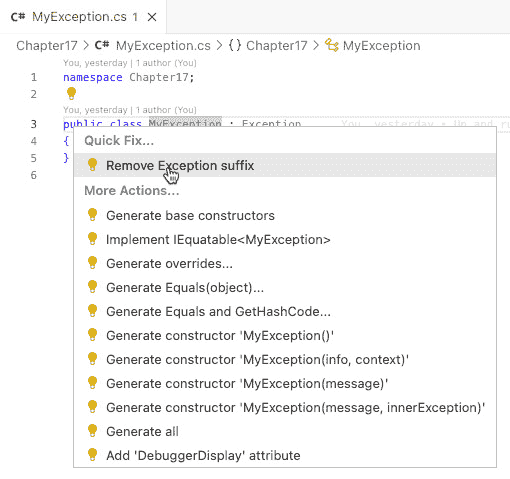 C# MyException.cs 1 ×
Chapter17 > C# MyException.cs > {} Chapter17 > MyException
You, yesterday | 1 author (You)
1 namespace Chapter17;
2
You, yesterday | 1 author (You)
3 public class MyException : Exception You, yesterday • Up and
4 {
5 }
6
Quick Fix...
Remove Exception suffix
More Actions...
Generate base constructors
Implement IEquatable<MyException>
Generate overrides...
Generate Equals(object)...
Generate Equals and GetHashCode...
Generate constructor 'MyException()'
Generate constructor 'MyException(info, context)'
Generate constructor 'MyException(message)'
Generate constructor 'MyException(message, innerException)'
Generate all
Add 'DebuggerDisplay' attribute